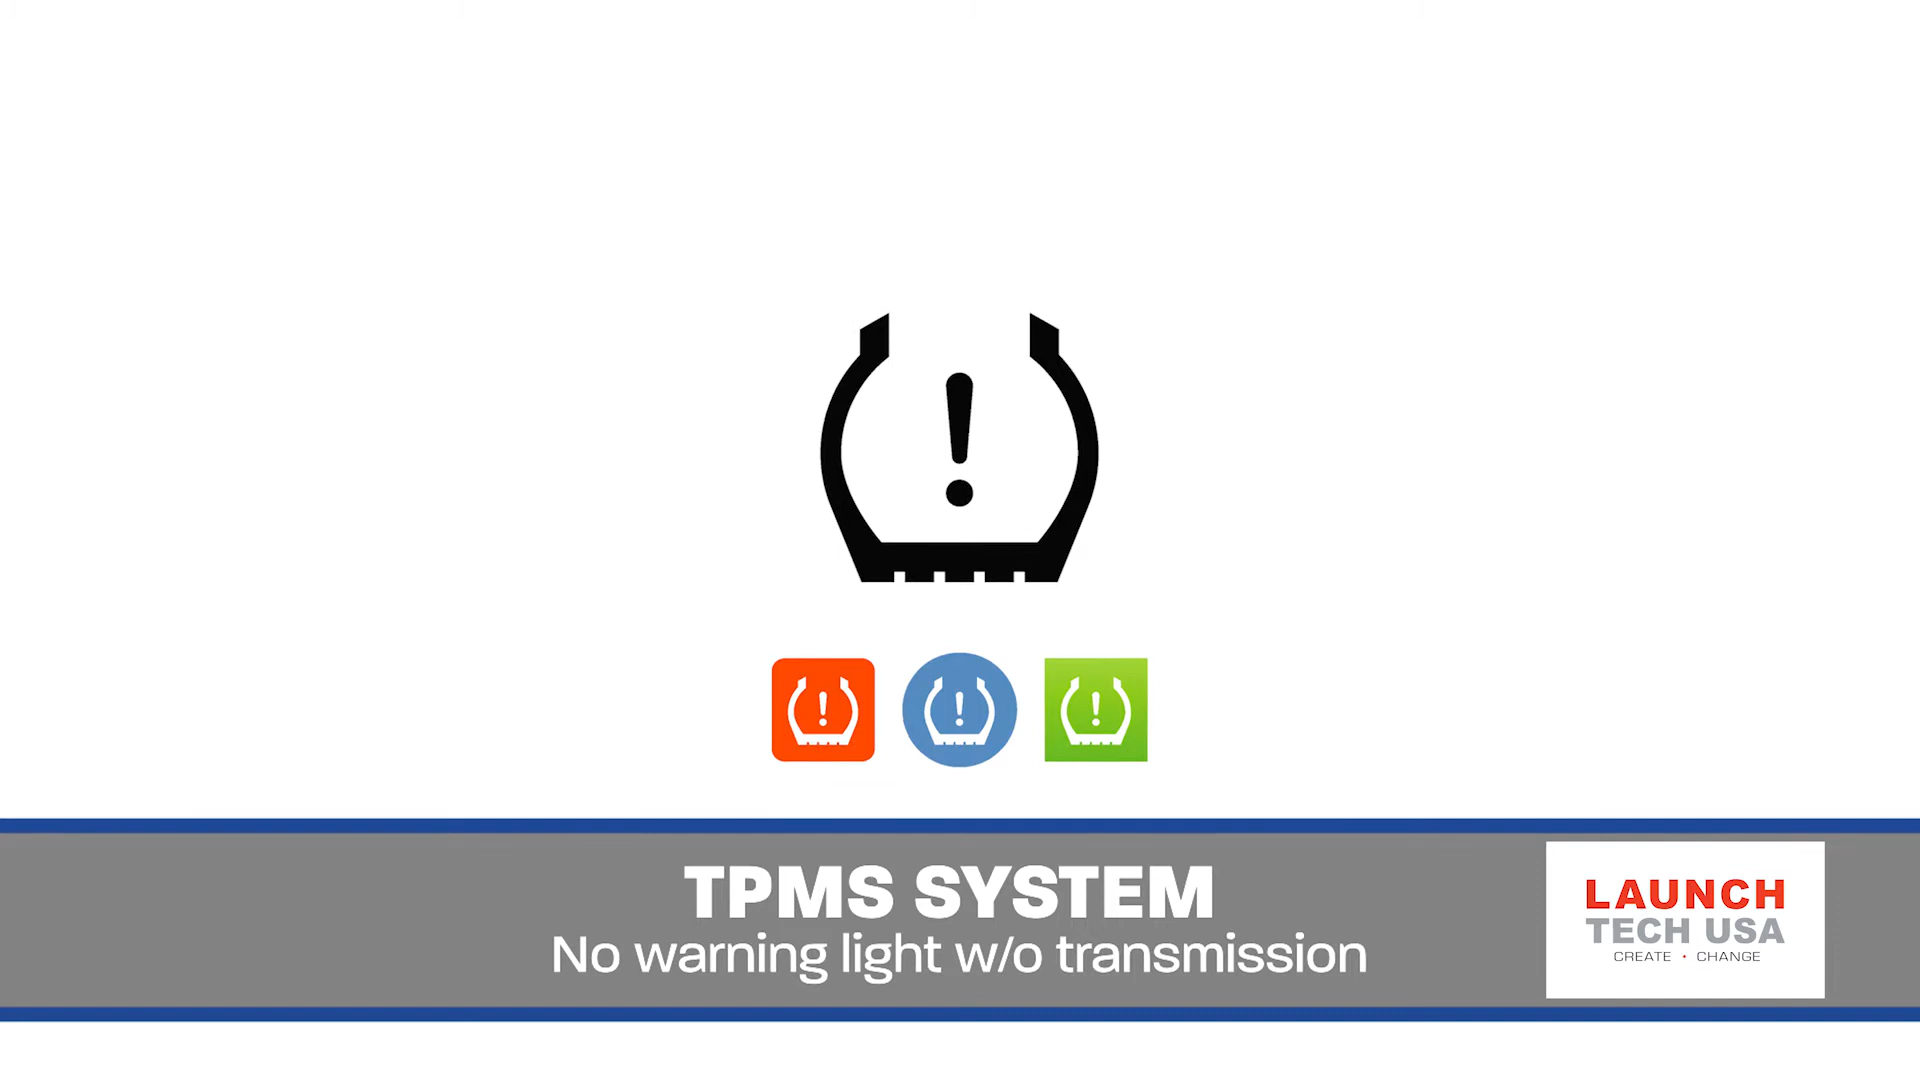 TPMS SYSTEM
No warning light w/o transmission
LAUNCH
TECH USA
CREATE • CHANGE